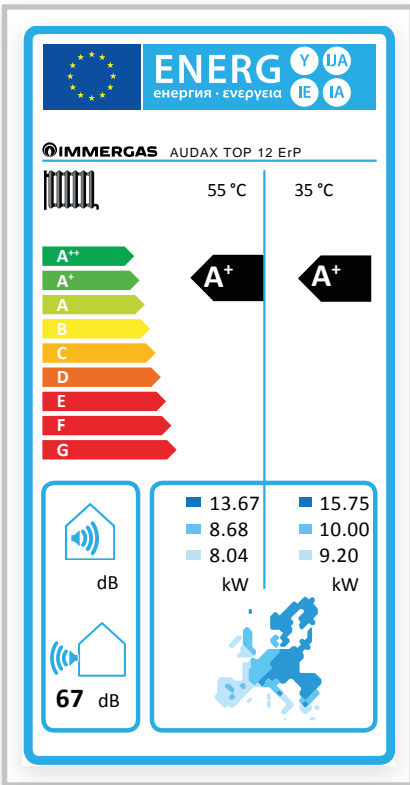 ENERG Y IJA
енергия · ενεργεια IE IA
IMMERGAS AUDAX TOP 12 ErP
55 °C 35 °C
A++
A+
A
B
C
D
E
F
G
A+ A+
dB
67 dB
13.67 15.75
8.68 10.00
8.04 9.20
kW kW